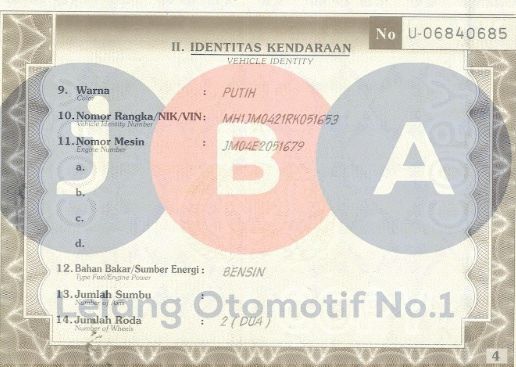 No U-06840685
II. IDENTITAS KENDARAAN
VEHICLE IDENTITY
9. Warna : PUTIH
Color
10. Nomor Rangka/NIK/VIN : MH1JM0421RK051653
Vehicle Identity Number
11. Nomor Mesin : JM04E2051679
Engine Number
a.
b.
c.
d.
jBA
12. Bahan Bakar/Sumber Energi : BENSIN
Type Fuel/Engine Power
13. Jumlah Sumbu :
Number of Axis
Lelang Otomotif No.1
14. Jumlah Roda : 2 (DUA)
Number of Wheels
4